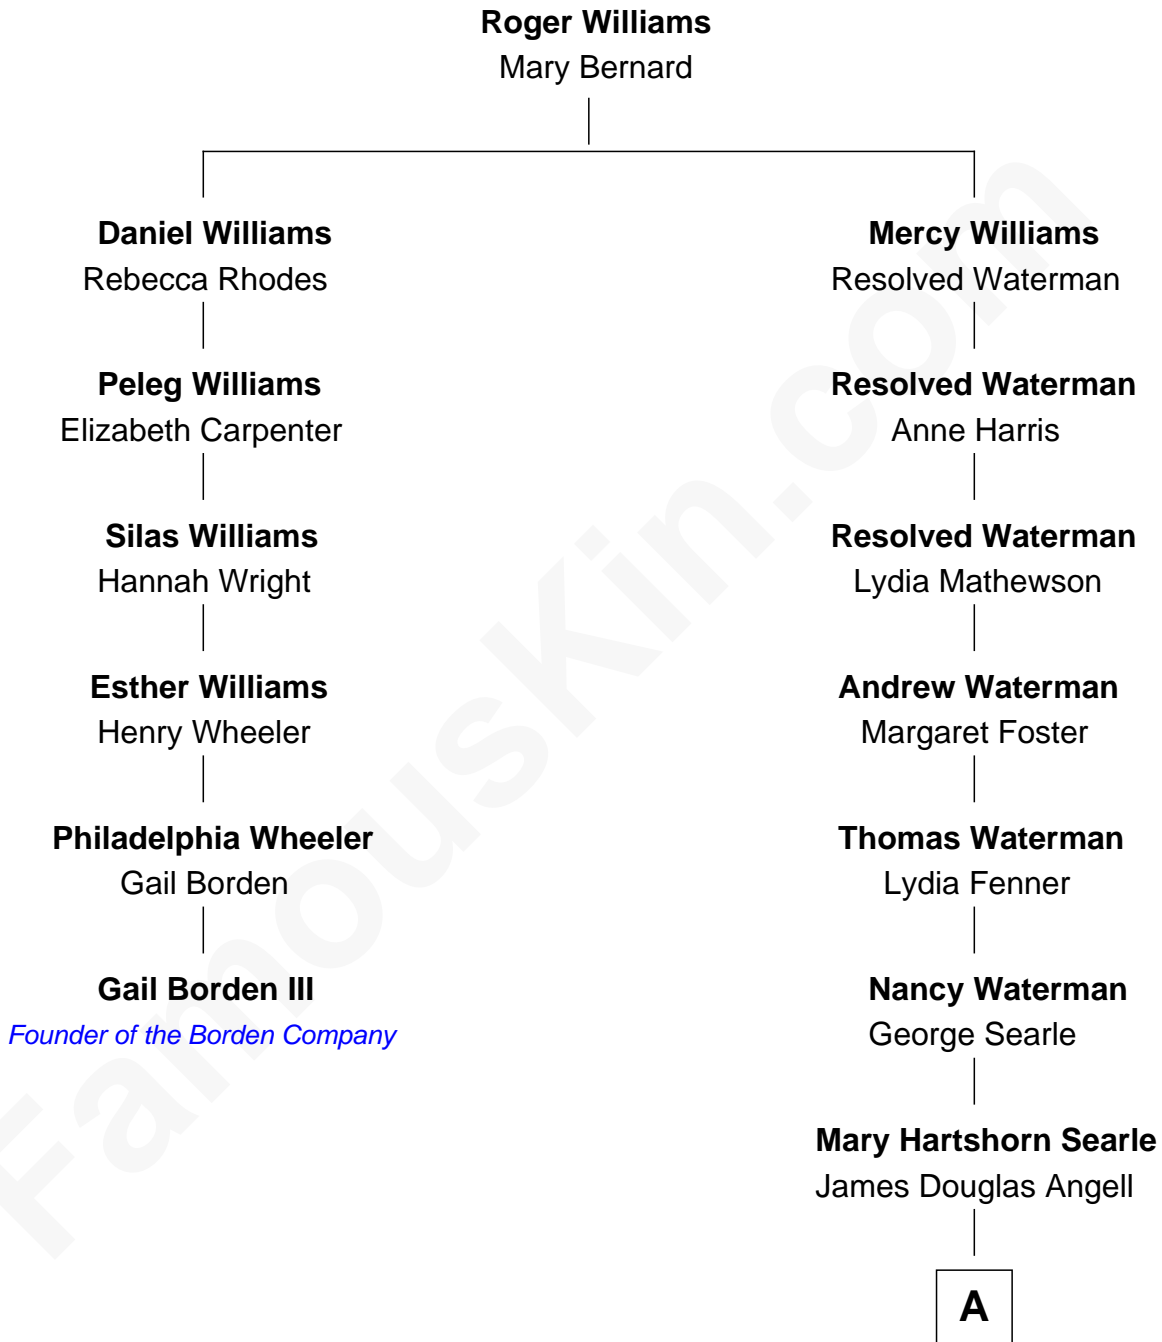 Roger Williams
Mary Bernard
Daniel Williams
Rebecca Rhodes
Mercy Williams
Resolved Waterman
Peleg Williams
Elizabeth Carpenter
Resolved Waterman
Anne Harris
Silas Williams
Hannah Wright
Resolved Waterman
Lydia Mathewson
Esther Williams
Henry Wheeler
Andrew Waterman
Margaret Foster
Philadelphia Wheeler
Gail Borden
Thomas Waterman
Lydia Fenner
Gail Borden III
Founder of the Borden Company
Nancy Waterman
George Searle
Mary Hartshorn Searle
James Douglas Angell
A
FamousKin.com